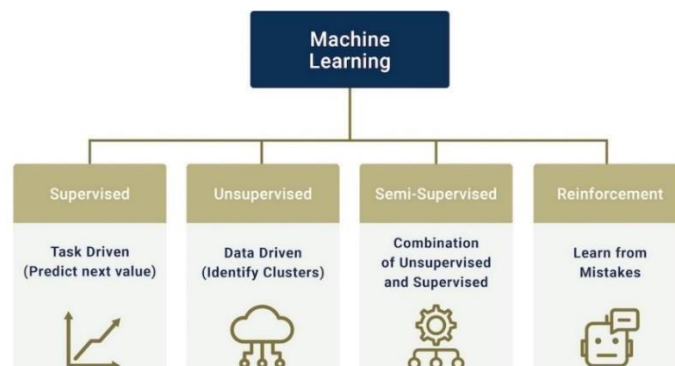 Machine
Learning
Supervised
Unsupervised
Semi-Supervised
Reinforcement
Task Driven
(Predict next value)
Data Driven
(Identify Clusters)
Combination
of Unsupervised
and Supervised
Learn from
Mistakes